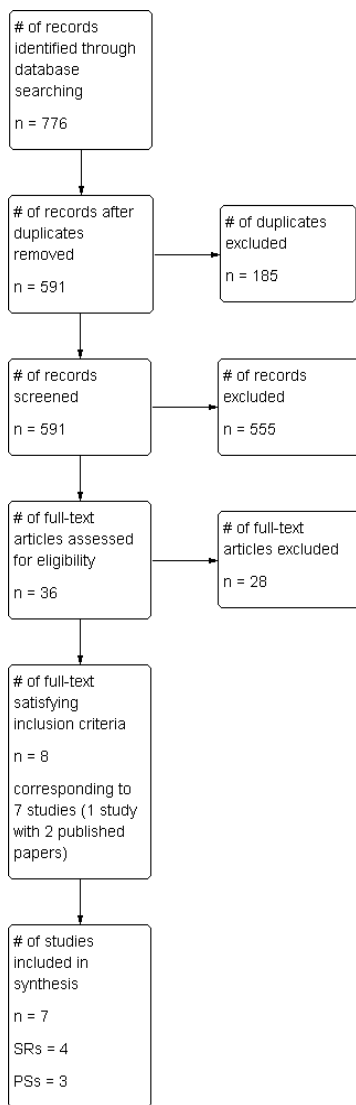 # of records
identified through
database
searching
n = 776
# of records after
duplicates
removed
n = 591
# of duplicates
excluded
n = 185
# of records
screened
n = 591
# of records
excluded
n = 555
# of full-text
articles assessed
for eligibility
n = 36
# of full-text
articles excluded
n = 28
# of full-text
satisfying
inclusion criteria
n = 8
corresponding to
7 studies (1 study
with 2 published
papers)
# of studies
included in
synthesis
n = 7
SRs = 4
PSs = 3